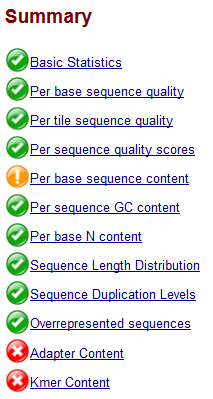 Summary
Basic Statistics
Per base sequence quality
Per tile sequence quality
Per sequence quality scores
Per base sequence content
Per sequence GC content
Per base N content
Sequence Length Distribution
Sequence Duplication Levels
Overrepresented sequences
Adapter Content
Kmer Content